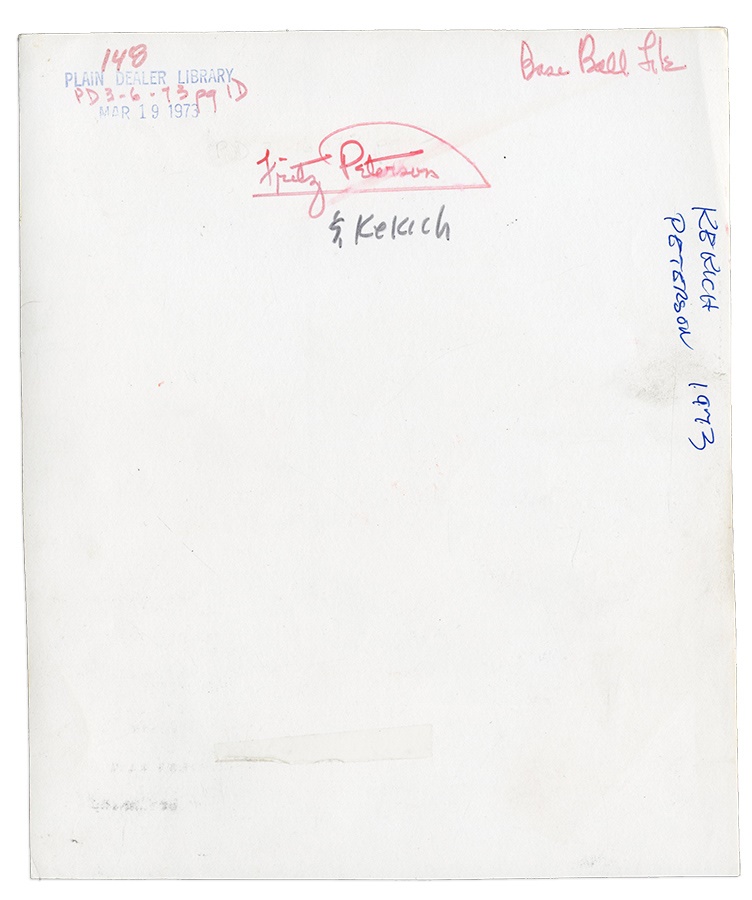 148
PLAIN DEALER LIBRARY
PD 3-6-73 pg 1D
MAR 19 1973
Base Ball File
Fritz Peterson
& Kekich
KEKICH
PETERSON 1973